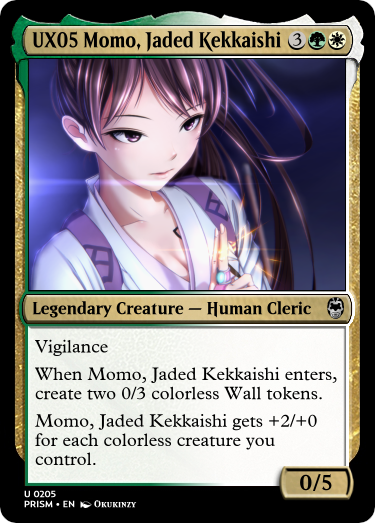 UX05 Momo, Jaded Kekkaishi 3
Legendary Creature — Human Cleric
Vigilance
When Momo, Jaded Kekkaishi enters,
create two 0/3 colorless Wall tokens.
Momo, Jaded Kekkaishi gets +2/+0
for each colorless creature you
control.
0/5
U 0205
PRISM • EN Okukinzy